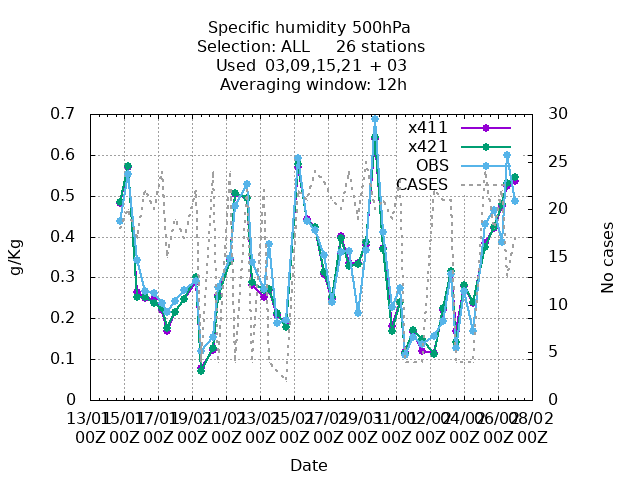 Specific humidity 500hPa
Selection: ALL 26 stations
Used 03,09,15,21 + 03
Averaging window: 12h
0.7
0.6
0.5
0.4
0.3
0.2
0.1
0
30
25
20
15
10
5
0
g/Kg
No cases
x411
x421
OBS
CASES
13/01 15/01 17/01 19/01 21/01 23/01 25/01 27/01 29/01 31/01 02/02 04/02 06/02 08/02
00Z 00Z 00Z 00Z 00Z 00Z 00Z 00Z 00Z 00Z 00Z 00Z 00Z 00Z
Date